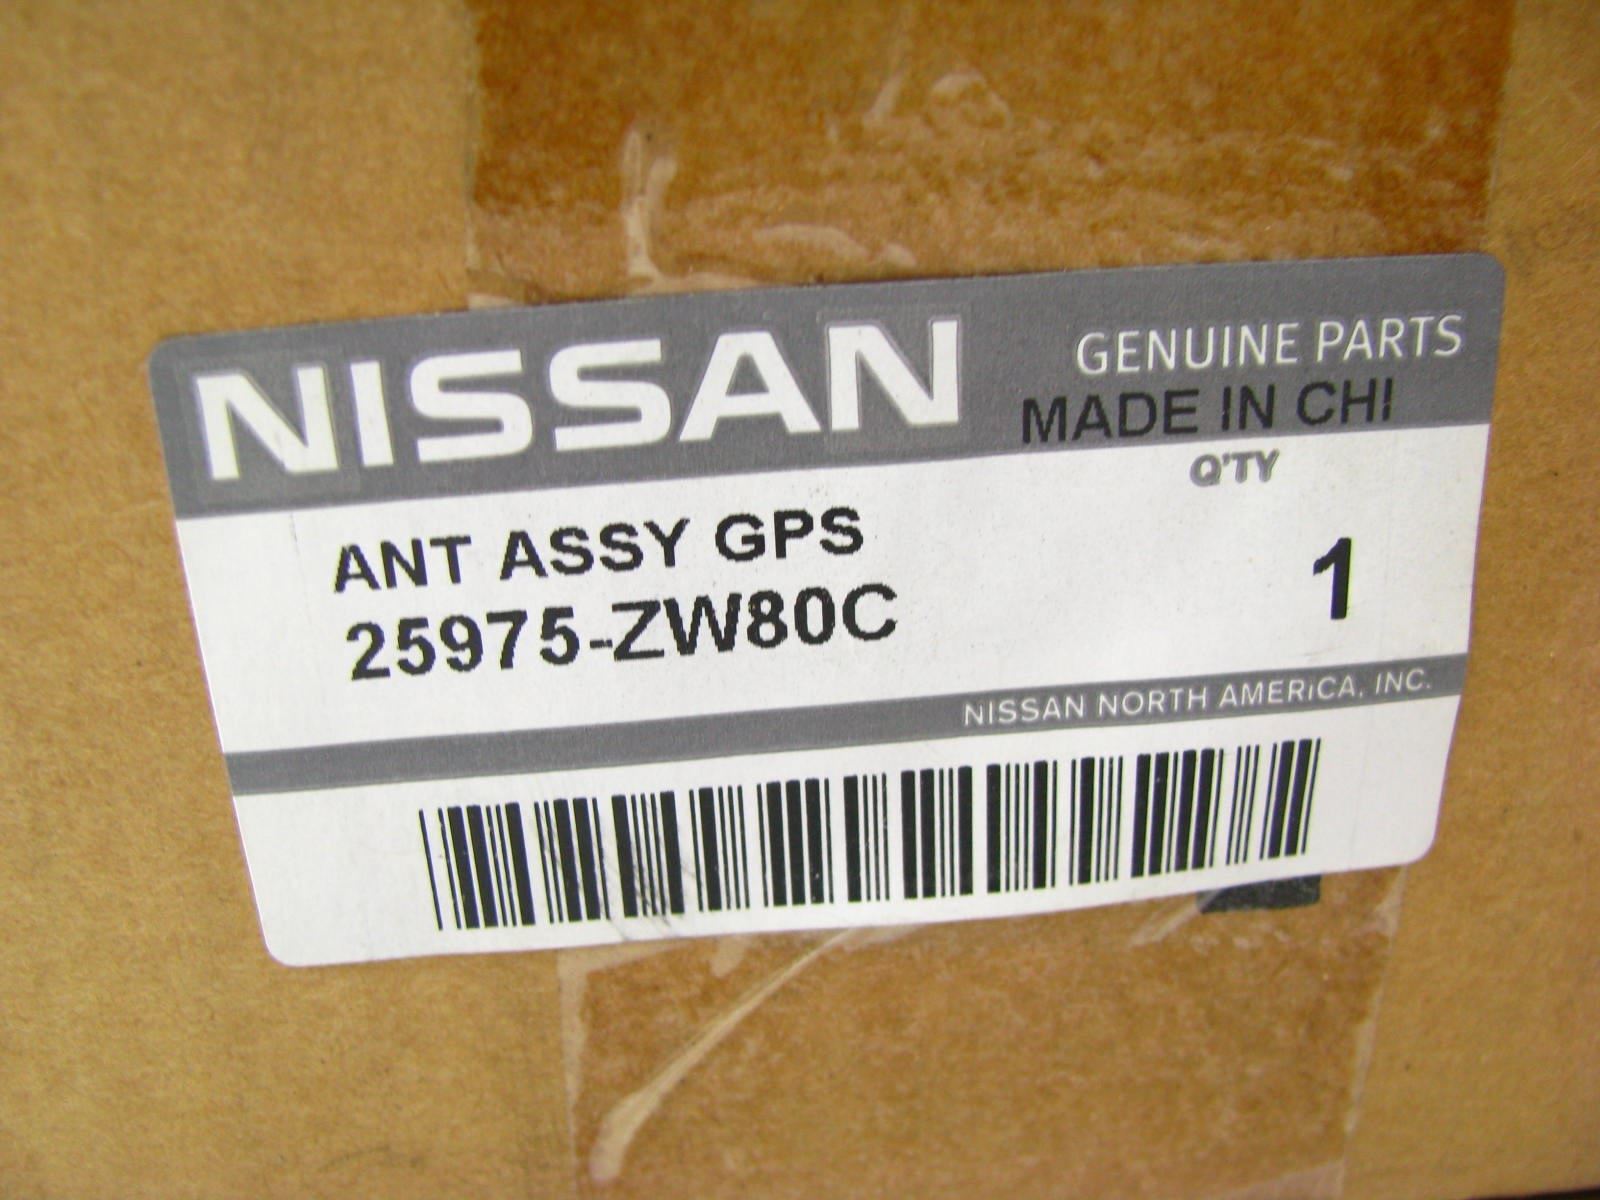 NISSAN GENUINE PARTS
MADE IN CHI
Q'TY
ANT ASSY GPS
25975-ZW80C
1
NISSAN NORTH AMERiCA, INC.